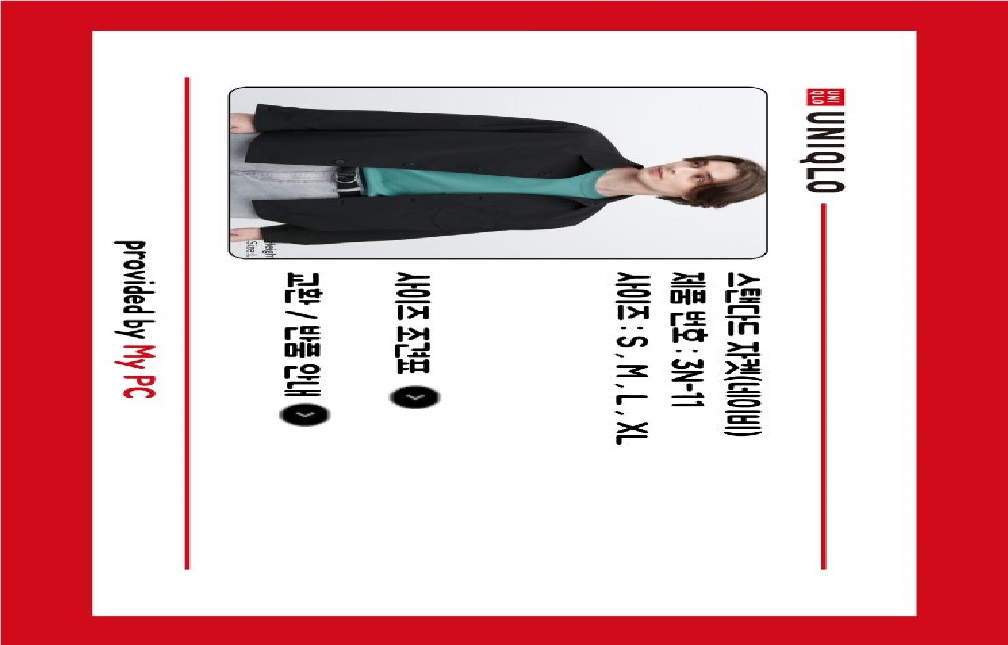 UNI
QLO
UNIQLO
스탠다드 자켓(네이비)
제품 번호 : 3N-11
사이즈 : S , M , L , XL
사이즈 조견표
교환 / 반품 안내
provided by My PC